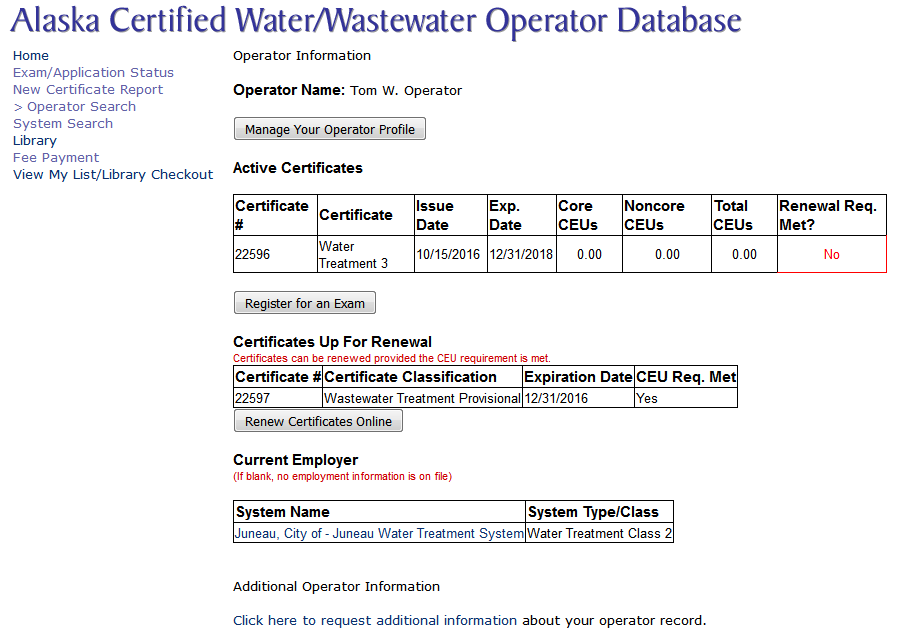 Alaska Certified Water/Wastewater Operator Database
Home
Exam/Application Status
New Certificate Report
> Operator Search
System Search
Library
Fee Payment
View My List/Library Checkout
Operator Information
Operator Name: Tom W. Operator
Manage Your Operator Profile
Active Certificates
Certificate # Certificate Issue Date Exp. Date Core CEUs Noncore CEUs Total CEUs Renewal Req. Met?
22596 Water Treatment 3 10/15/2016 12/31/2018 0.00 0.00 0.00 No
Register for an Exam
Certificates Up For Renewal
Certificates can be renewed provided the CEU requirement is met.
Certificate # Certificate Classification Expiration Date CEU Req. Met
22597 Wastewater Treatment Provisional 12/31/2016 Yes
Renew Certificates Online
Current Employer
(If blank, no employment information is on file)
System Name System Type/Class
Juneau, City of - Juneau Water Treatment System Water Treatment Class 2
Additional Operator Information
Click here to request additional information about your operator record.